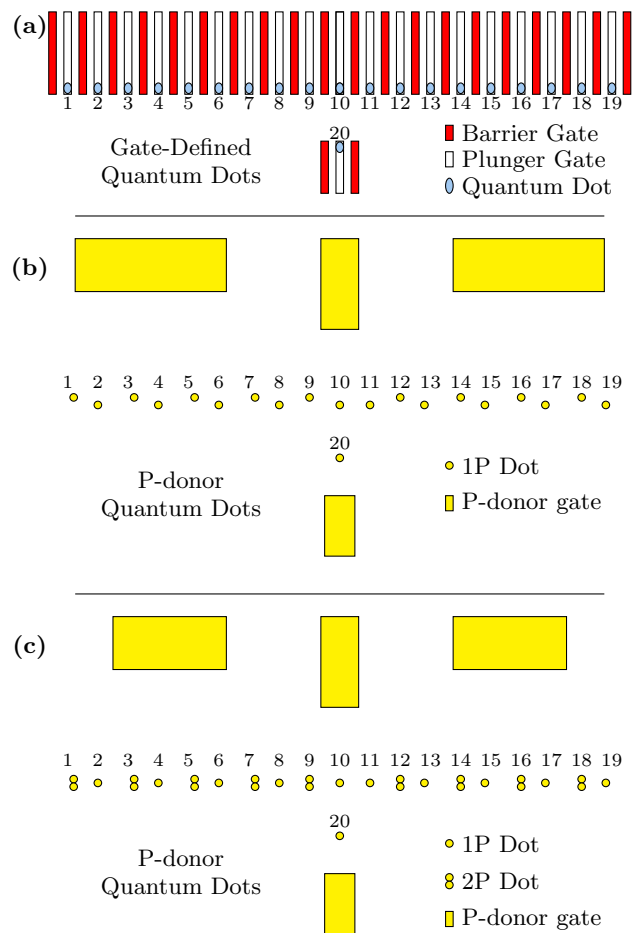 (a)
1 2 3 4 5 6 7 8 9 10 11 12 13 14 15 16 17 18 19
20
Gate-Defined
Quantum Dots
Barrier Gate
Plunger Gate
Quantum Dot
(b)
1 2 3 4 5 6 7 8 9 10 11 12 13 14 15 16 17 18 19
20
P-donor
Quantum Dots
1P Dot
P-donor gate
(c)
1 2 3 4 5 6 7 8 9 10 11 12 13 14 15 16 17 18 19
20
P-donor
Quantum Dots
1P Dot
2P Dot
P-donor gate